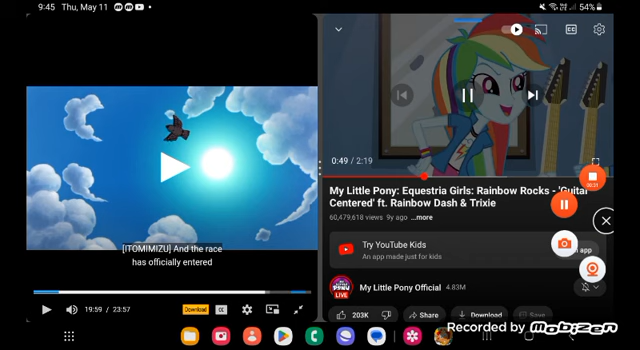 9:45 Thu, May 11
54%
[ITOMIMIZU] And the race
has officially entered
19:59 / 23:57
Download
CC
0:49 / 2:19
CC
My Little Pony: Equestria Girls: Rainbow Rocks - 'Guitar
Centered' ft. Rainbow Dash & Trixie
60,479,618 views 9y ago ...more
Try YouTube Kids
An app made just for kids
app
LIVE
My Little Pony Official 4.83M
203K
Share
Download
Save
Recorded by mobizen